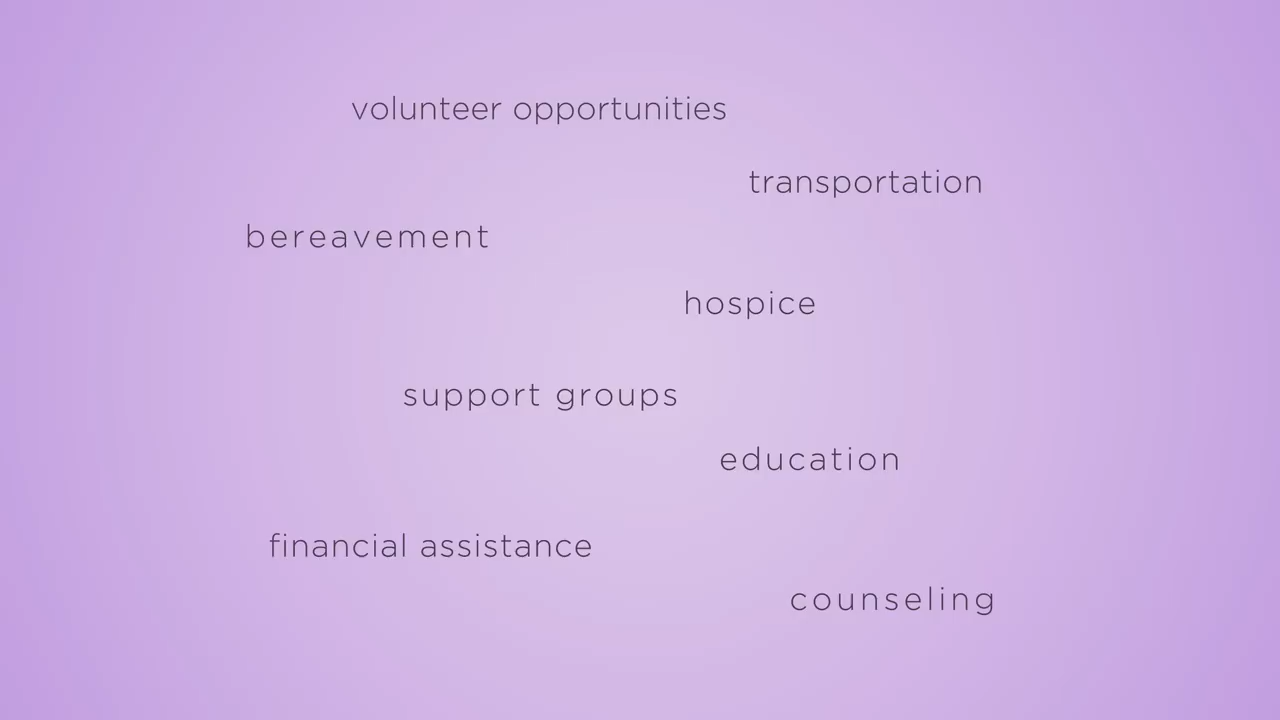 volunteer opportunities
transportation
bereavement
hospice
support groups
education
financial assistance
counseling